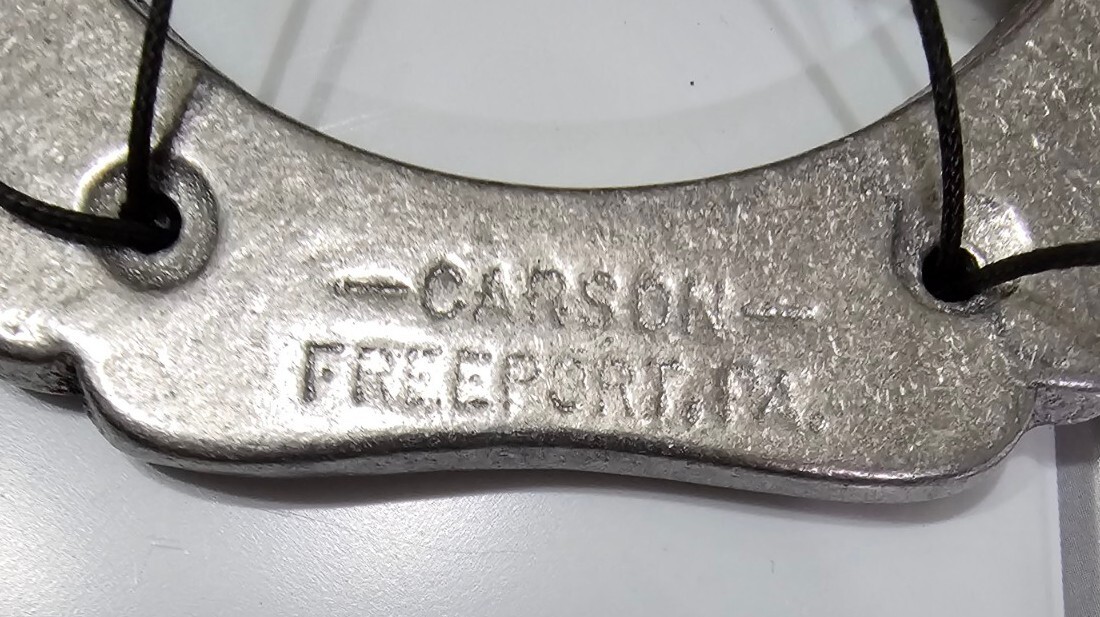 — CARSON —
FREEPORT, PA.